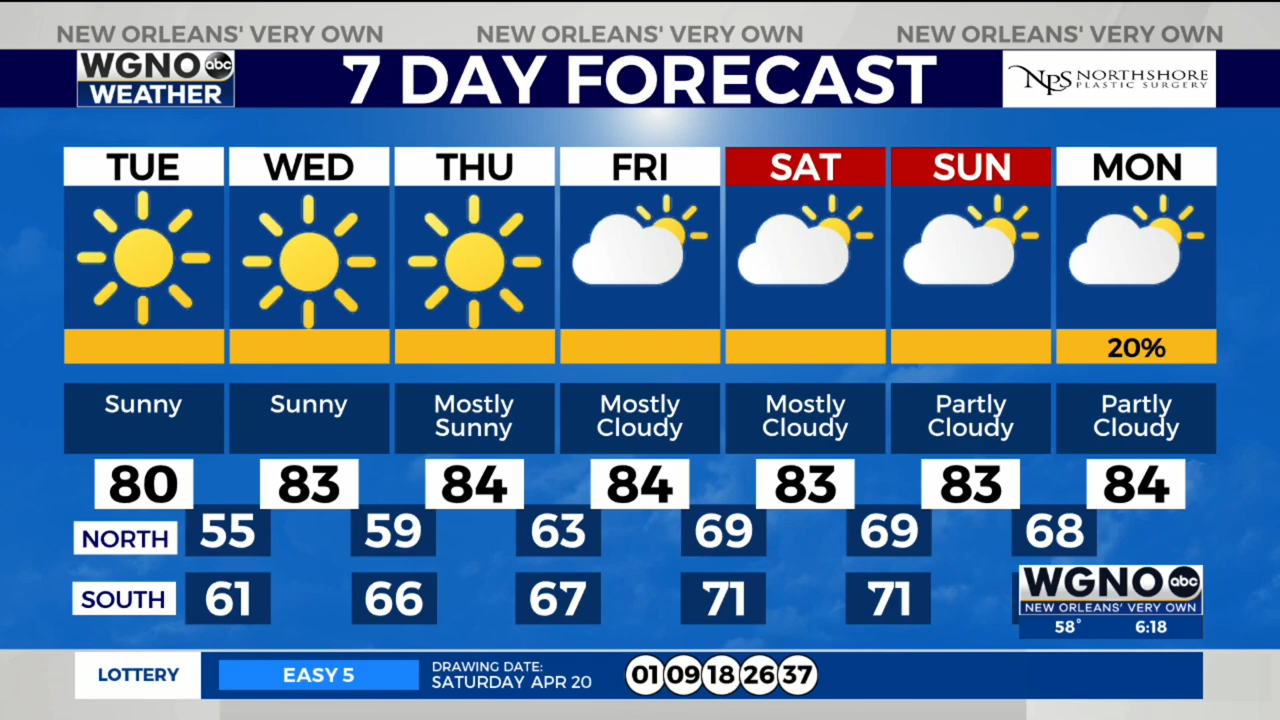 NEW ORLEANS' VERY OWN NEW ORLEANS' VERY OWN NEW ORLEANS' VERY OWN
WGNO abc
WEATHER
7 DAY FORECAST
NPS NORTHSHORE
PLASTIC SURGERY
TUE WED THU FRI SAT SUN MON
20%
Sunny Sunny Mostly Sunny Mostly Cloudy Mostly Cloudy Partly Cloudy Partly Cloudy
80 83 84 84 83 83 84
NORTH 55 59 63 69 69 68
SOUTH 61 66 67 71 71
WGNO abc
NEW ORLEANS' VERY OWN
58° 6:18
LOTTERY EASY 5 DRAWING DATE:
SATURDAY APR 20 01 09 18 26 37